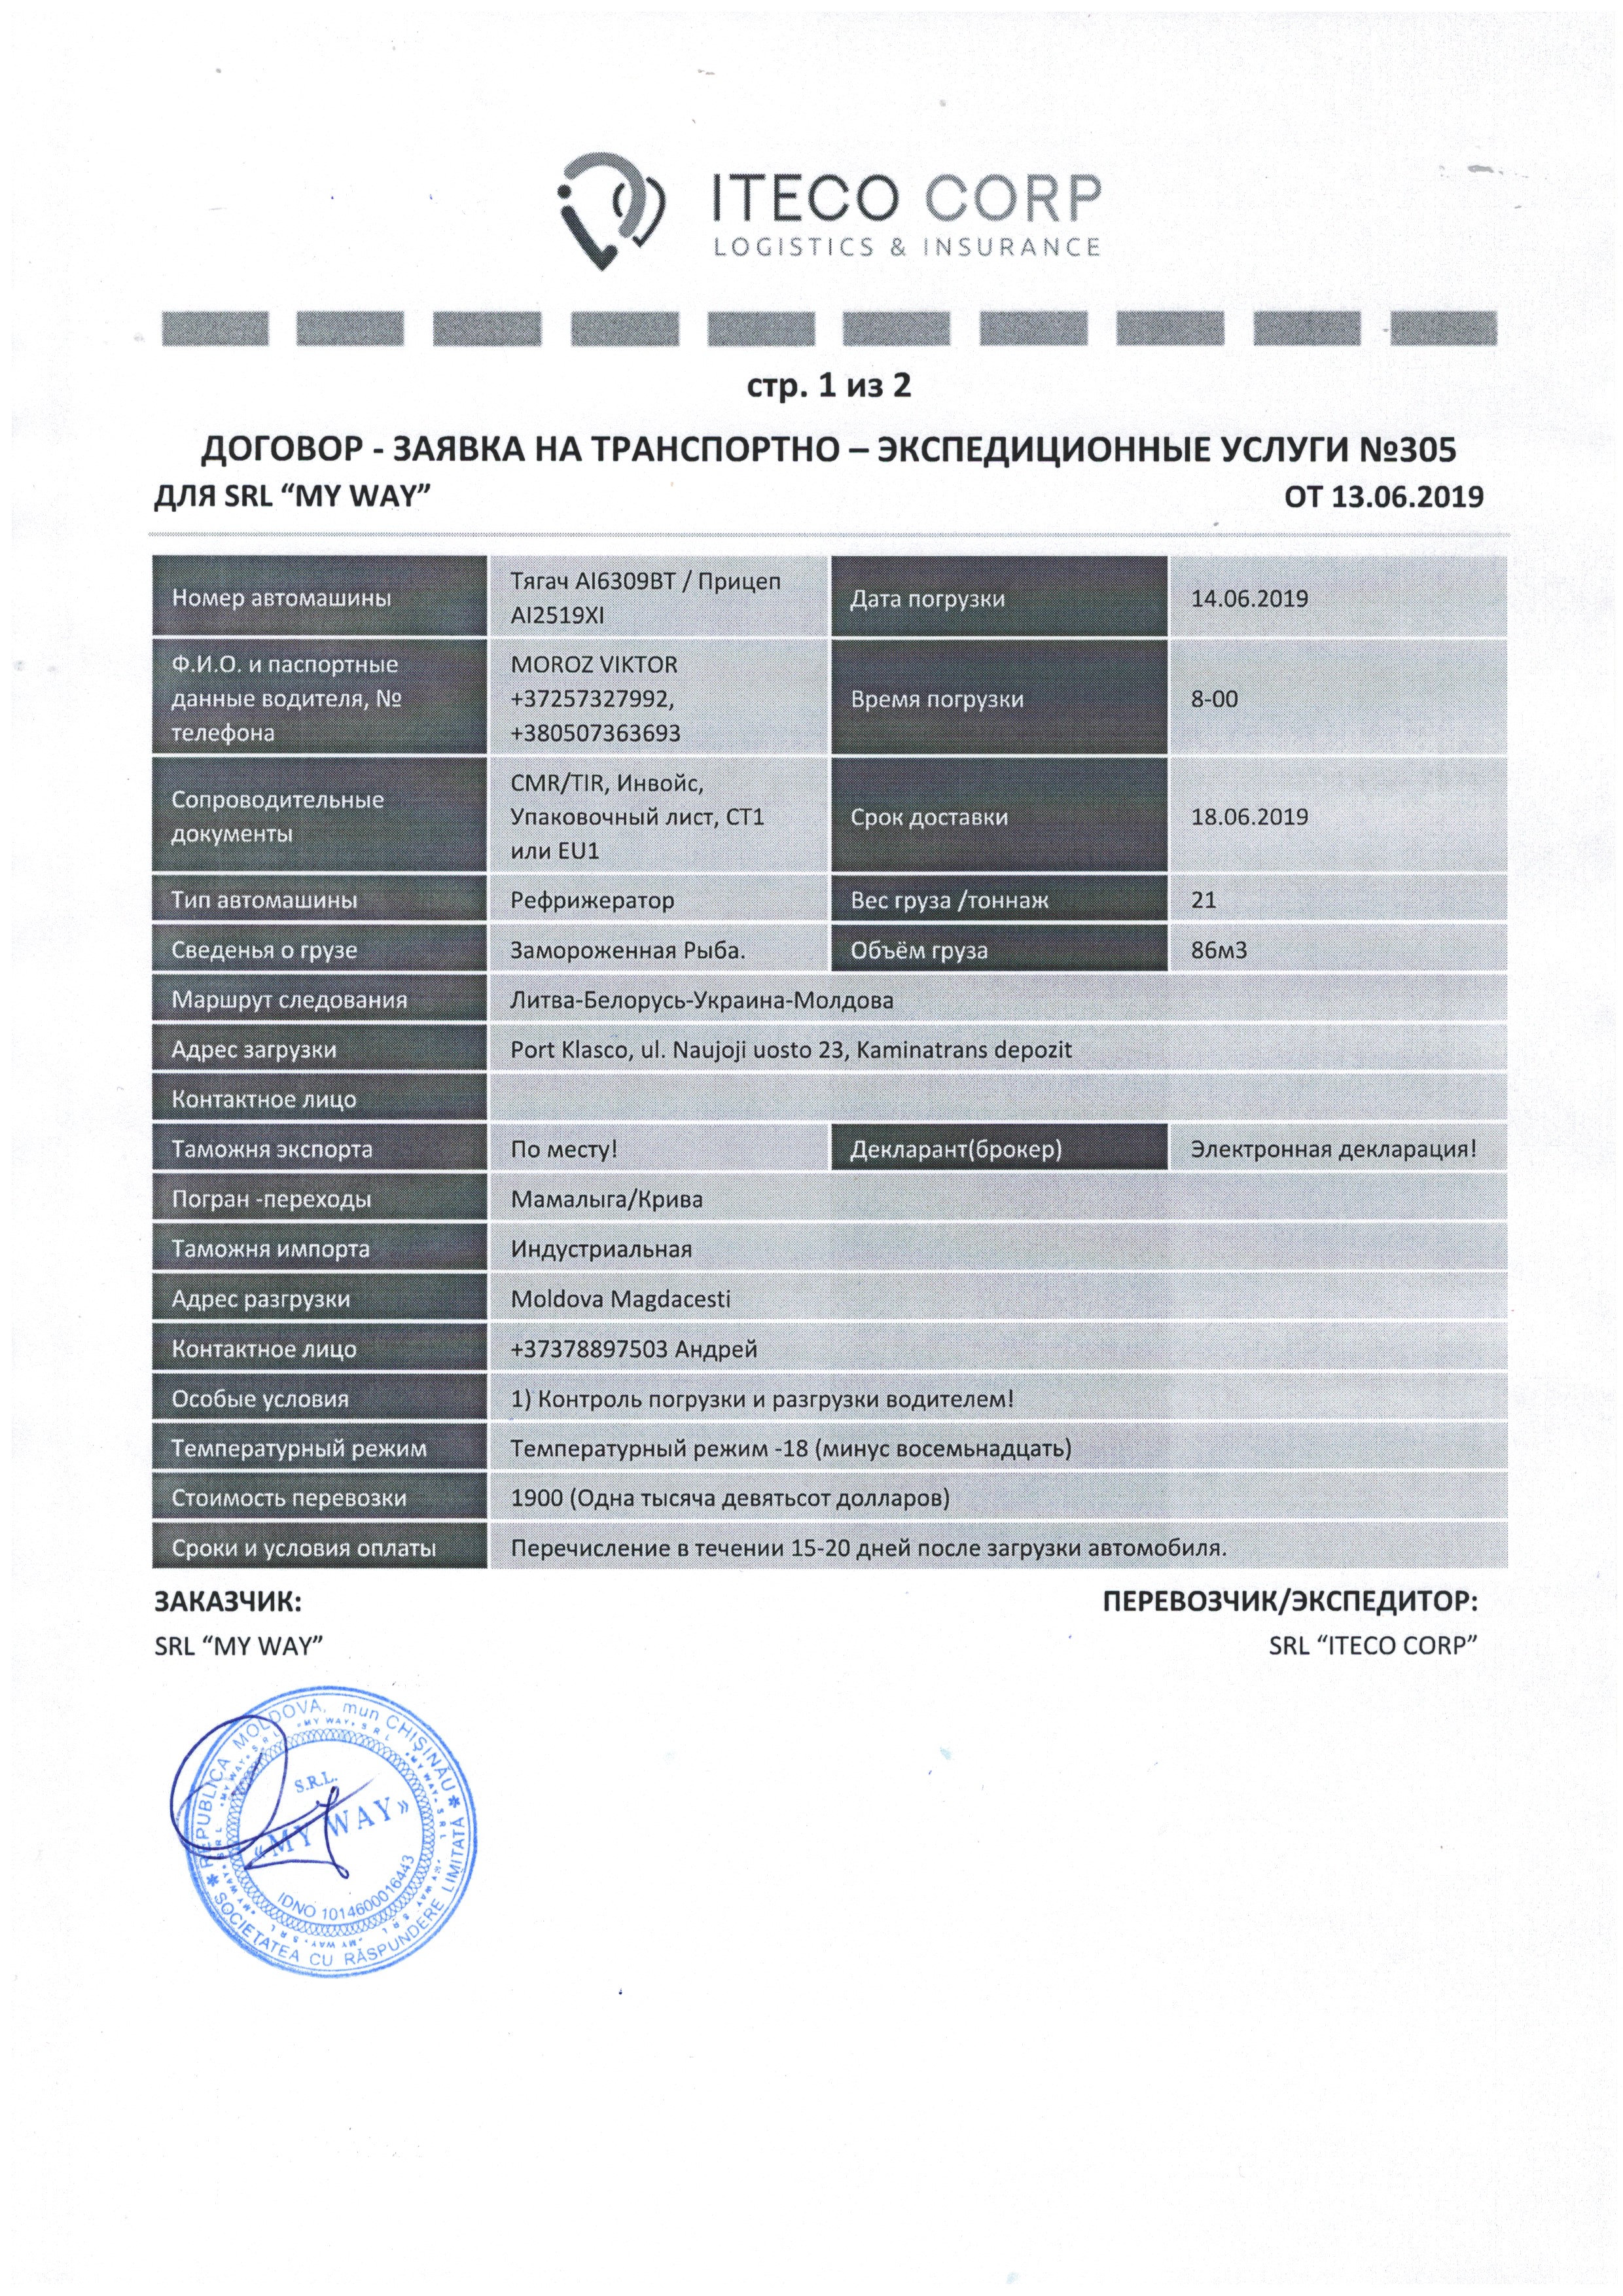 ITECO CORP
LOGISTICS & INSURANCE
стр. 1 из 2
ДОГОВОР - ЗАЯВКА НА ТРАНСПОРТНО – ЭКСПЕДИЦИОННЫЕ УСЛУГИ №305
ДЛЯ SRL “MY WAY” ОТ 13.06.2019
Номер автомашины
Тягач AI6309BT / Прицеп
AI2519XI
Дата погрузки
14.06.2019
Ф.И.О. и паспортные
данные водителя, №
телефона
MOROZ VIKTOR
+37257327992,
+380507363693
Время погрузки
8-00
Сопроводительные
документы
CMR/TIR, Инвойс,
Упаковочный лист, СТ1
или EU1
Срок доставки
18.06.2019
Тип автомашины
Рефрижератор
Вес груза /тоннаж
21
Сведенья о грузе
Замороженная Рыба.
Объём груза
86м3
Маршрут следования
Литва-Белорусь-Украина-Молдова
Адрес загрузки
Port Klasco, ul. Naujoji uosto 23, Kaminatrans depozit
Контактное лицо
Таможня экспорта
По месту!
Декларант(брокер)
Электронная декларация!
Погран -переходы
Мамалыга/Крива
Таможня импорта
Индустриальная
Адрес разгрузки
Moldova Magdacesti
Контактное лицо
+37378897503 Андрей
Особые условия
1) Контроль погрузки и разгрузки водителем!
Температурный режим
Температурный режим -18 (минус восемьнадцать)
Стоимость перевозки
1900 (Одна тысяча девятьсот долларов)
Сроки и условия оплаты
Перечисление в течении 15-20 дней после загрузки автомобиля.
ЗАКАЗЧИК: ПЕРЕВОЗЧИК/ЭКСПЕДИТОР:
SRL “MY WAY” SRL “ITECO CORP”
REPUBLICA MOLDOVA, mun CHIȘINĂU
SOCIETATEA CU RĂSPUNDERE LIMITATĂ
S.R.L.
«MY WAY»
IDNO 1014600016443